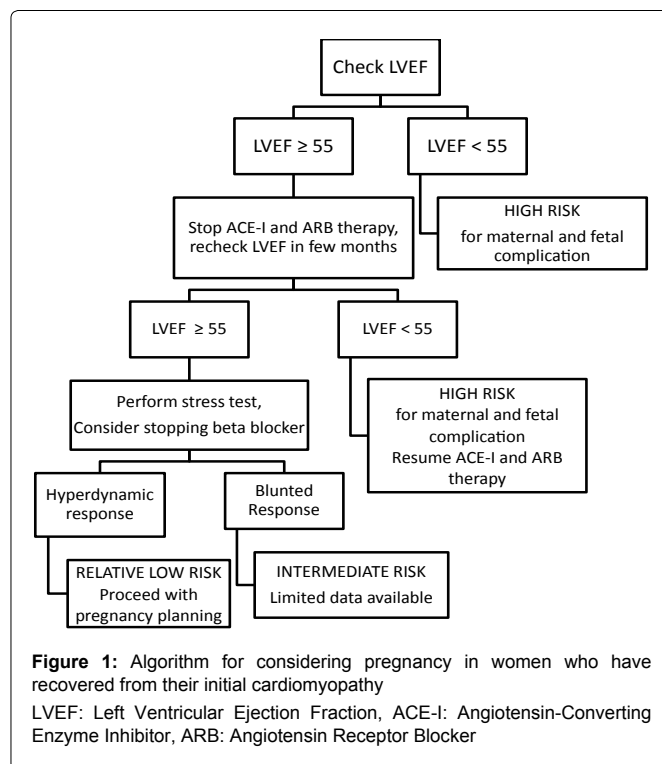 Check LVEF
LVEF ≥ 55
LVEF < 55
Stop ACE-I and ARB therapy,
recheck LVEF in few months
HIGH RISK
for maternal and fetal
complication
LVEF ≥ 55
LVEF < 55
Perform stress test,
Consider stopping beta blocker
HIGH RISK
for maternal and fetal
complication
Resume ACE-I and ARB
therapy
Hyperdynamic
response
Blunted
Response
RELATIVE LOW RISK
Proceed with
pregnancy planning
INTERMEDIATE RISK
Limited data available
Figure 1: Algorithm for considering pregnancy in women who have
recovered from their initial cardiomyopathy
LVEF: Left Ventricular Ejection Fraction, ACE-I: Angiotensin-Converting
Enzyme Inhibitor, ARB: Angiotensin Receptor Blocker